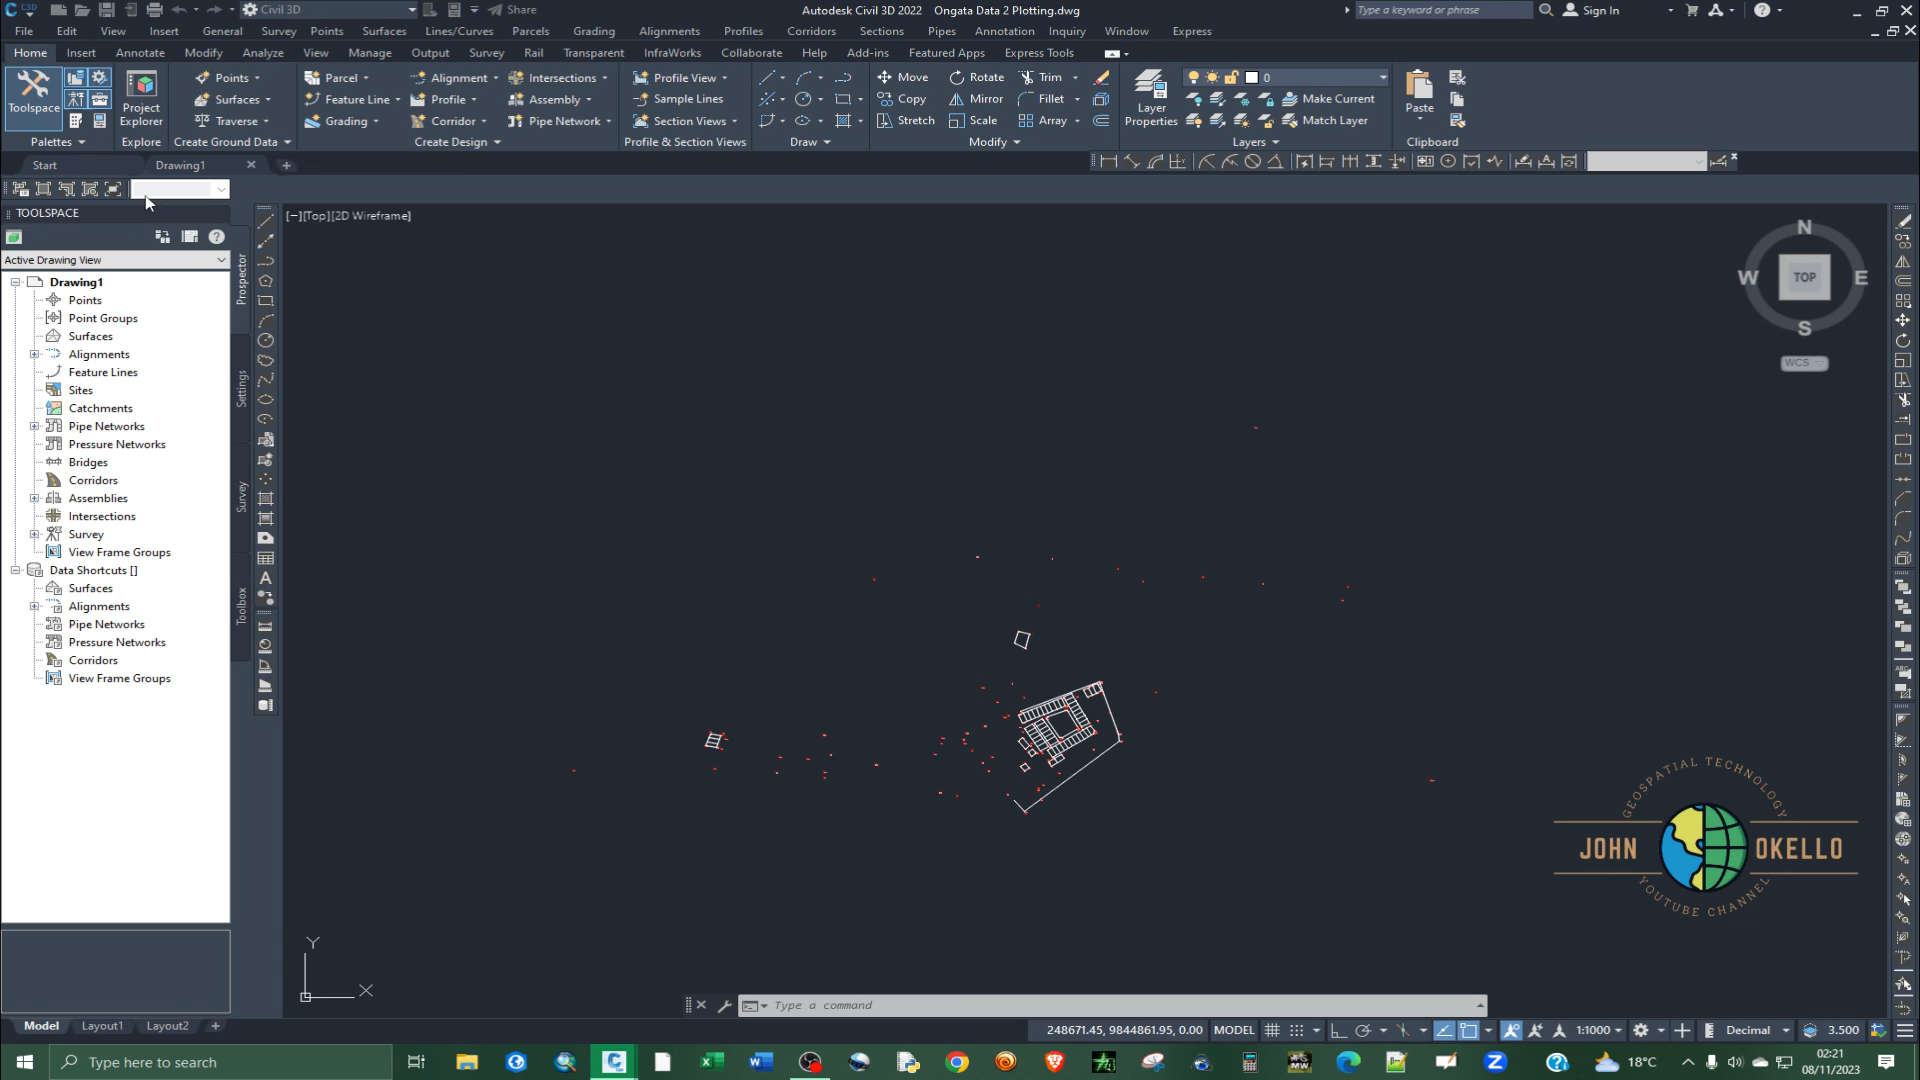 Civil 3D
Share
Autodesk Civil 3D 2022 Ongata Data 2 Plotting.dwg
Type a keyword or phrase
Sign In
File Edit View Insert General Survey Points Surfaces Lines/Curves Parcels Grading Alignments Profiles Corridors Sections Pipes Annotation Inquiry Window Express
Home Insert Annotate Modify Analyze View Manage Output Survey Rail Transparent InfraWorks Collaborate Help Add-ins Featured Apps Express Tools
Toolspace
Project Explorer
Points
Surfaces
Traverse
Parcel
Feature Line
Grading
Alignment
Profile
Corridor
Intersections
Assembly
Pipe Network
Profile View
Sample Lines
Section Views
Move
Copy
Stretch
Rotate
Mirror
Scale
Trim
Fillet
Array
Layer Properties
0
Make Current
Match Layer
Paste
Palettes
Explore
Create Ground Data
Create Design
Profile & Section Views
Draw
Modify
Layers
Clipboard
Start
Drawing1
TOOLSPACE
Active Drawing View
Drawing1
Points
Point Groups
Surfaces
Alignments
Feature Lines
Sites
Catchments
Pipe Networks
Pressure Networks
Bridges
Corridors
Assemblies
Intersections
Survey
View Frame Groups
Data Shortcuts []
Surfaces
Alignments
Pipe Networks
Pressure Networks
Corridors
View Frame Groups
Prospector
Settings
Survey
Toolbox
[−][Top][2D Wireframe]
N
W
TOP
E
S
WCS
GEOSPATIAL TECHNOLOGY
JOHN OKELLO
YOUTUBE CHANNEL
Y
X
Type a command
Model
Layout1
Layout2
248671.45, 9844861.95, 0.00
MODEL
1:1000
Decimal
3.500
Type here to search
18°C
02:21
08/11/2023